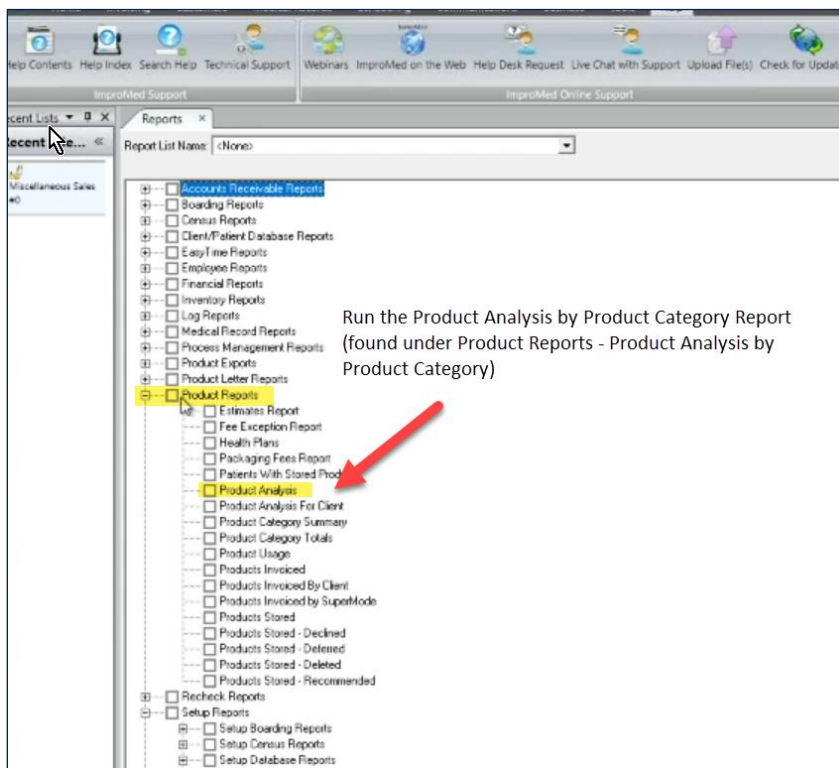 Help Contents Help Index Search Help Technical Support Webinars ImproMed on the Web Help Desk Request Live Chat with Support Upload File(s) Check for Updat
ImproMed Support ImproMed Online Support
ecent Lists
Reports ×
Report List Name: <None>
Miscellaneous Sales
#0
Accounts Receivable Reports
Boarding Reports
Census Reports
Client/Patient Database Reports
EasyTime Reports
Employee Reports
Financial Reports
Inventory Reports
Log Reports
Medical Record Reports
Process Management Reports
Product Exports
Product Letter Reports
Run the Product Analysis by Product Category Report
(found under Product Reports - Product Analysis by
Product Category)
Product Reports
Estimates Report
Fee Exception Report
Health Plans
Packaging Fees Report
Patients With Stored Prod
Product Analysis
Product Analysis For Client
Product Category Summary
Product Category Totals
Product Usage
Products Invoiced
Products Invoiced By Client
Products Invoiced by SuperMode
Products Stored
Products Stored - Declined
Products Stored - Deferred
Products Stored - Deleted
Products Stored - Recommended
Recheck Reports
Setup Reports
Setup Boarding Reports
Setup Census Reports
Setup Database Reports